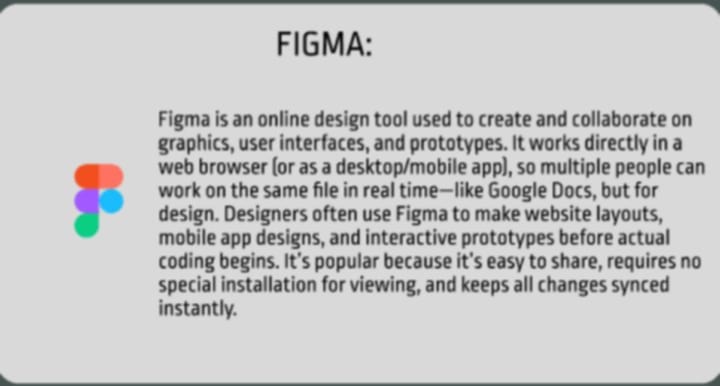 FIGMA:
Figma is an online design tool used to create and collaborate on
graphics, user interfaces, and prototypes. It works directly in a
web browser (or as a desktop/mobile app), so multiple people can
work on the same file in real time—like Google Docs, but for
design. Designers often use Figma to make website layouts,
mobile app designs, and interactive prototypes before actual
coding begins. It's popular because it's easy to share, requires no
special installation for viewing, and keeps all changes synced
instantly.